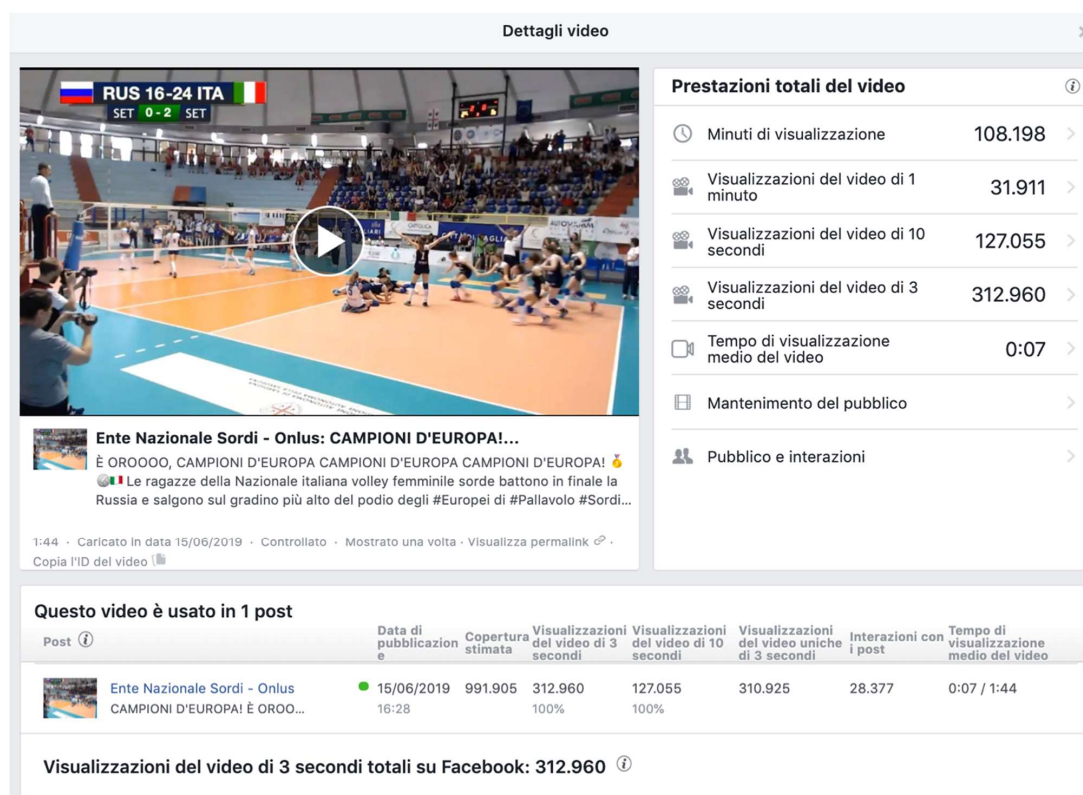 Dettagli video
RUS 16-24 ITA
SET 0-2 SET
CATTOLICA
Prestazioni totali del video
Minuti di visualizzazione 108.198
Visualizzazioni del video di 1
minuto
31.911
Visualizzazioni del video di 10
secondi
127.055
Visualizzazioni del video di 3
secondi
312.960
Tempo di visualizzazione
medio del video
0:07
Mantenimento del pubblico
Pubblico e interazioni
Ente Nazionale Sordi - Onlus: CAMPIONI D'EUROPA!...
È OROOOO, CAMPIONI D'EUROPA CAMPIONI D'EUROPA CAMPIONI D'EUROPA! 🥇
🏐🇮🇹 Le ragazze della Nazionale italiana volley femminile sorde battono in finale la
Russia e salgono sul gradino più alto del podio degli #Europei di #Pallavolo #Sordi...
1:44 · Caricato in data 15/06/2019 · Controllato · Mostrato una volta · Visualizza permalink ·
Copia l'ID del video
Questo video è usato in 1 post
Post
Data di
pubblicazion
e
Copertura
stimata
Visualizzazioni
del video di 3
secondi
Visualizzazioni
del video di 10
secondi
Visualizzazioni
del video uniche
di 3 secondi
Interazioni con
i post
Tempo di
visualizzazione
medio del video
Ente Nazionale Sordi - Onlus 15/06/2019 991.905 312.960 127.055 310.925 28.377 0:07 / 1:44
CAMPIONI D'EUROPA! È OROO... 16:28 100% 100%
Visualizzazioni del video di 3 secondi totali su Facebook: 312.960